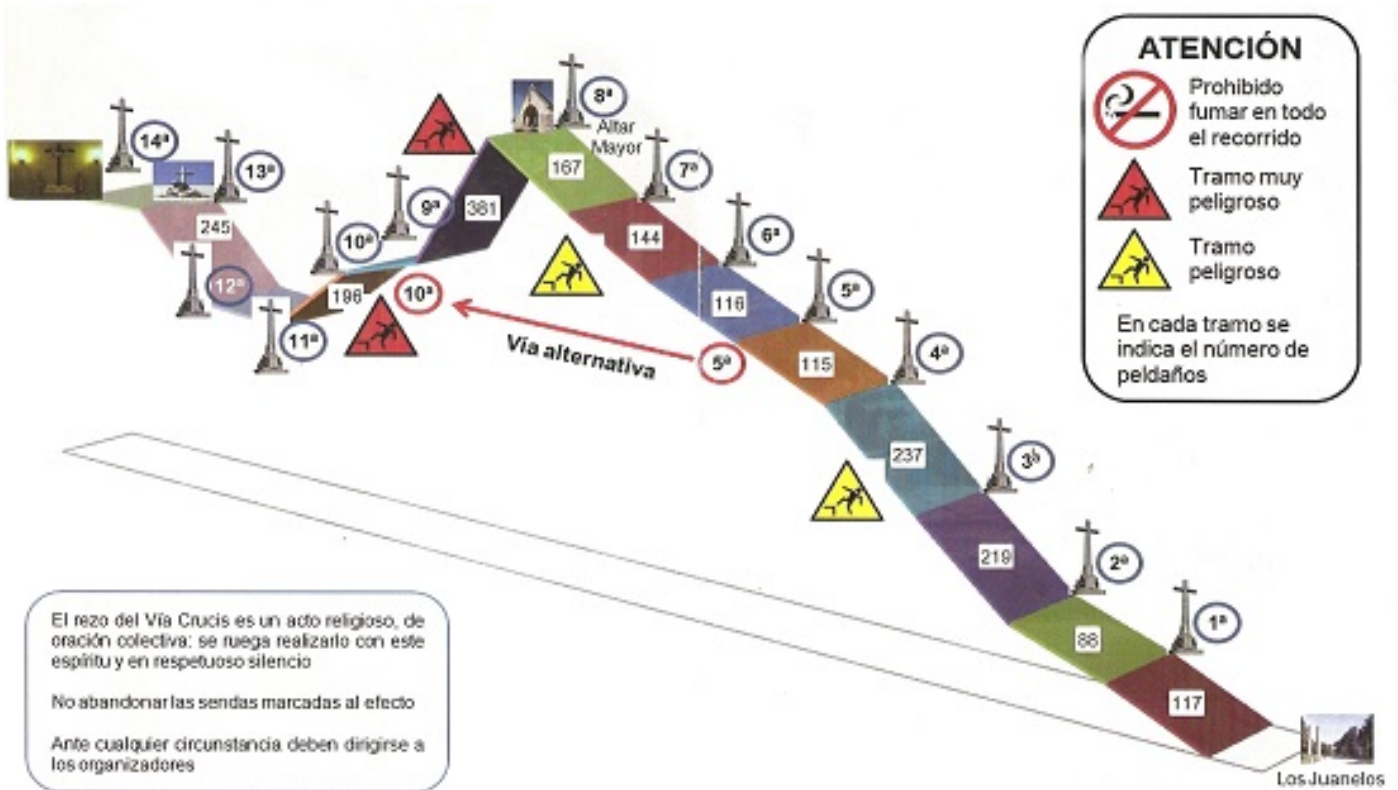 ATENCIÓN
Prohibido
fumar en todo
el recorrido
Tramo muy
peligroso
Tramo
peligroso
En cada tramo se
indica el número de
peldaños
14ª
13ª
12ª
11ª
10ª
9ª
8ª
Altar
Mayor
7ª
6ª
5ª
4ª
3ª
2ª
1ª
245
196
381
167
144
116
115
237
219
88
117
10ª
Vía alternativa
5ª
Los Juanelos
El rezo del Vía Crucis es un acto religioso, de
oración colectiva: se ruega realizarlo con este
espíritu y en respetuoso silencio
No abandonar las sendas marcadas al efecto
Ante cualquier circunstancia deben dirigirse a
los organizadores